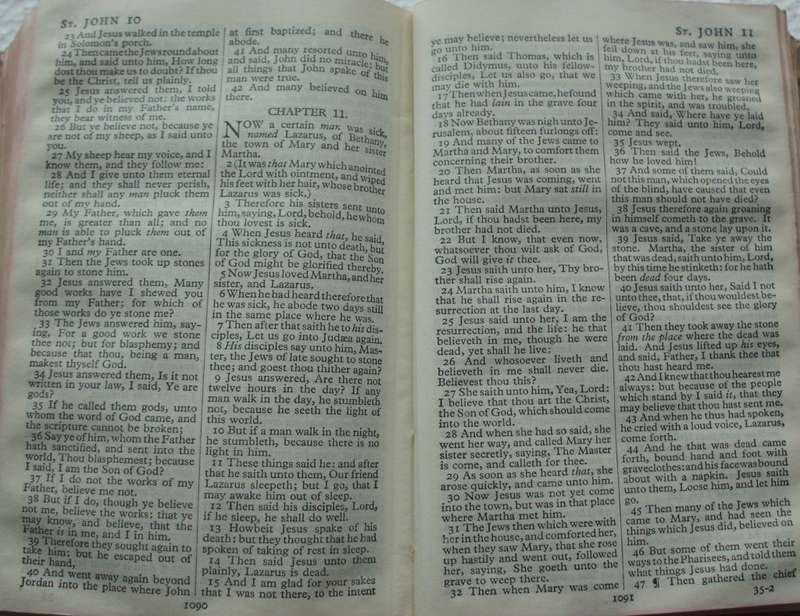 St. JOHN 10
23 And Jesus walked in the temple
in Solomon's porch.
24 Then came the Jews round about
him, and said unto him, How long
dost thou make us to doubt? If thou
be the Christ, tell us plainly.
25 Jesus answered them, I told
you, and ye believed not: the works
that I do in my Father's name,
they bear witness of me.
26 But ye believe not, because ye
are not of my sheep, as I said unto
you.
27 My sheep hear my voice, and I
know them, and they follow me:
28 And I give unto them eternal
life; and they shall never perish,
neither shall any man pluck them
out of my hand.
29 My Father, which gave them
me, is greater than all; and no
man is able to pluck them out of
my Father's hand.
30 I and my Father are one.
31 Then the Jews took up stones
again to stone him.
32 Jesus answered them, Many
good works have I shewed you
from my Father; for which of
those works do ye stone me?
33 The Jews answered him, say-
ing, For a good work we stone
thee not; but for blasphemy; and
because that thou, being a man,
makest thyself God.
34 Jesus answered them, Is it not
written in your law, I said, Ye are
gods?
35 If he called them gods, unto
whom the word of God came, and
the scripture cannot be broken;
36 Say ye of him, whom the Father
hath sanctified, and sent into the
world, Thou blasphemest; because
I said, I am the Son of God?
37 If I do not the works of my
Father, believe me not.
38 But if I do, though ye believe
not me, believe the works: that ye
may know, and believe, that the
Father is in me, and I in him.
39 Therefore they sought again to
take him: but he escaped out of
their hand,
40 And went away again beyond
Jordan into the place where John
at first baptized; and there he
abode.
41 And many resorted unto him,
and said, John did no miracle: but
all things that John spake of this
man were true.
42 And many believed on him
there.
CHAPTER 11.
NOW a certain man was sick,
named Lazarus, of Bethany,
the town of Mary and her sister
Martha.
2 (It was that Mary which anointed
the Lord with ointment, and wiped
his feet with her hair, whose brother
Lazarus was sick.)
3 Therefore his sisters sent unto
him, saying, Lord, behold, he whom
thou lovest is sick.
4 When Jesus heard that, he said,
This sickness is not unto death, but
for the glory of God, that the Son
of God might be glorified thereby.
5 Now Jesus loved Martha, and her
sister, and Lazarus.
6 When he had heard therefore that
he was sick, he abode two days still
in the same place where he was.
7 Then after that saith he to his dis-
ciples, Let us go into Judæa again.
8 His disciples say unto him, Mas-
ter, the Jews of late sought to stone
thee; and goest thou thither again?
9 Jesus answered, Are there not
twelve hours in the day? If any
man walk in the day, he stumbleth
not, because he seeth the light of
this world.
10 But if a man walk in the night,
he stumbleth, because there is no
light in him.
11 These things said he: and after
that he saith unto them, Our friend
Lazarus sleepeth; but I go, that I
may awake him out of sleep.
12 Then said his disciples, Lord,
if he sleep, he shall do well.
13 Howbeit Jesus spake of his
death: but they thought that he had
spoken of taking of rest in sleep.
14 Then said Jesus unto them
plainly, Lazarus is dead.
15 And I am glad for your sakes
that I was not there, to the intent
1090
St. JOHN 11
ye may believe; nevertheless let us
go unto him.
16 Then said Thomas, which is
called Didymus, unto his fellow-
disciples, Let us also go, that we
may die with him.
17 Then when Jesus came, he found
that he had lain in the grave four
days already.
18 Now Bethany was nigh unto Je-
rusalem, about fifteen furlongs off:
19 And many of the Jews came to
Martha and Mary, to comfort them
concerning their brother.
20 Then Martha, as soon as she
heard that Jesus was coming, went
and met him: but Mary sat still in
the house.
21 Then said Martha unto Jesus,
Lord, if thou hadst been here, my
brother had not died.
22 But I know, that even now,
whatsoever thou wilt ask of God,
God will give it thee.
23 Jesus saith unto her, Thy bro-
ther shall rise again.
24 Martha saith unto him, I know
that he shall rise again in the re-
surrection at the last day.
25 Jesus said unto her, I am the
resurrection, and the life: he that
believeth in me, though he were
dead, yet shall he live:
26 And whosoever liveth and
believeth in me shall never die.
Believest thou this?
27 She saith unto him, Yea, Lord:
I believe that thou art the Christ,
the Son of God, which should come
into the world.
28 And when she had so said, she
went her way, and called Mary her
sister secretly, saying, The Master
is come, and calleth for thee.
29 As soon as she heard that, she
arose quickly, and came unto him.
30 Now Jesus was not yet come
into the town, but was in that place
where Martha met him.
31 The Jews then which were with
her in the house, and comforted her,
when they saw Mary, that she rose
up hastily and went out, followed
her, saying, She goeth unto the
grave to weep there.
32 Then when Mary was come
where Jesus was, and saw him, she
fell down at his feet, saying unto
him, Lord, if thou hadst been here,
my brother had not died.
33 When Jesus therefore saw her
weeping, and the Jews also weeping
which came with her, he groaned
in the spirit, and was troubled,
34 And said, Where have ye laid
him? They said unto him, Lord,
come and see.
35 Jesus wept.
36 Then said the Jews, Behold
how he loved him!
37 And some of them said, Could
not this man, which opened the eyes
of the blind, have caused that even
this man should not have died?
38 Jesus therefore again groaning
in himself cometh to the grave. It
was a cave, and a stone lay upon it.
39 Jesus said, Take ye away the
stone. Martha, the sister of him
that was dead, saith unto him, Lord,
by this time he stinketh: for he hath
been dead four days.
40 Jesus saith unto her, Said I not
unto thee, that, if thou wouldest be-
lieve, thou shouldest see the glory
of God?
41 Then they took away the stone
from the place where the dead was
laid. And Jesus lifted up his eyes,
and said, Father, I thank thee that
thou hast heard me.
42 And I knew that thou hearest me
always: but because of the people
which stand by I said it, that they
may believe that thou hast sent me.
43 And when he thus had spoken,
he cried with a loud voice, Lazarus,
come forth.
44 And he that was dead came
forth, bound hand and foot with
graveclothes: and his face was bound
about with a napkin. Jesus saith
unto them, Loose him, and let him
go.
45 Then many of the Jews which
came to Mary, and had seen the
things which Jesus did, believed on
him.
46 But some of them went their
ways to the Pharisees, and told them
what things Jesus had done.
47 ¶ Then gathered the chief
1091
35-2